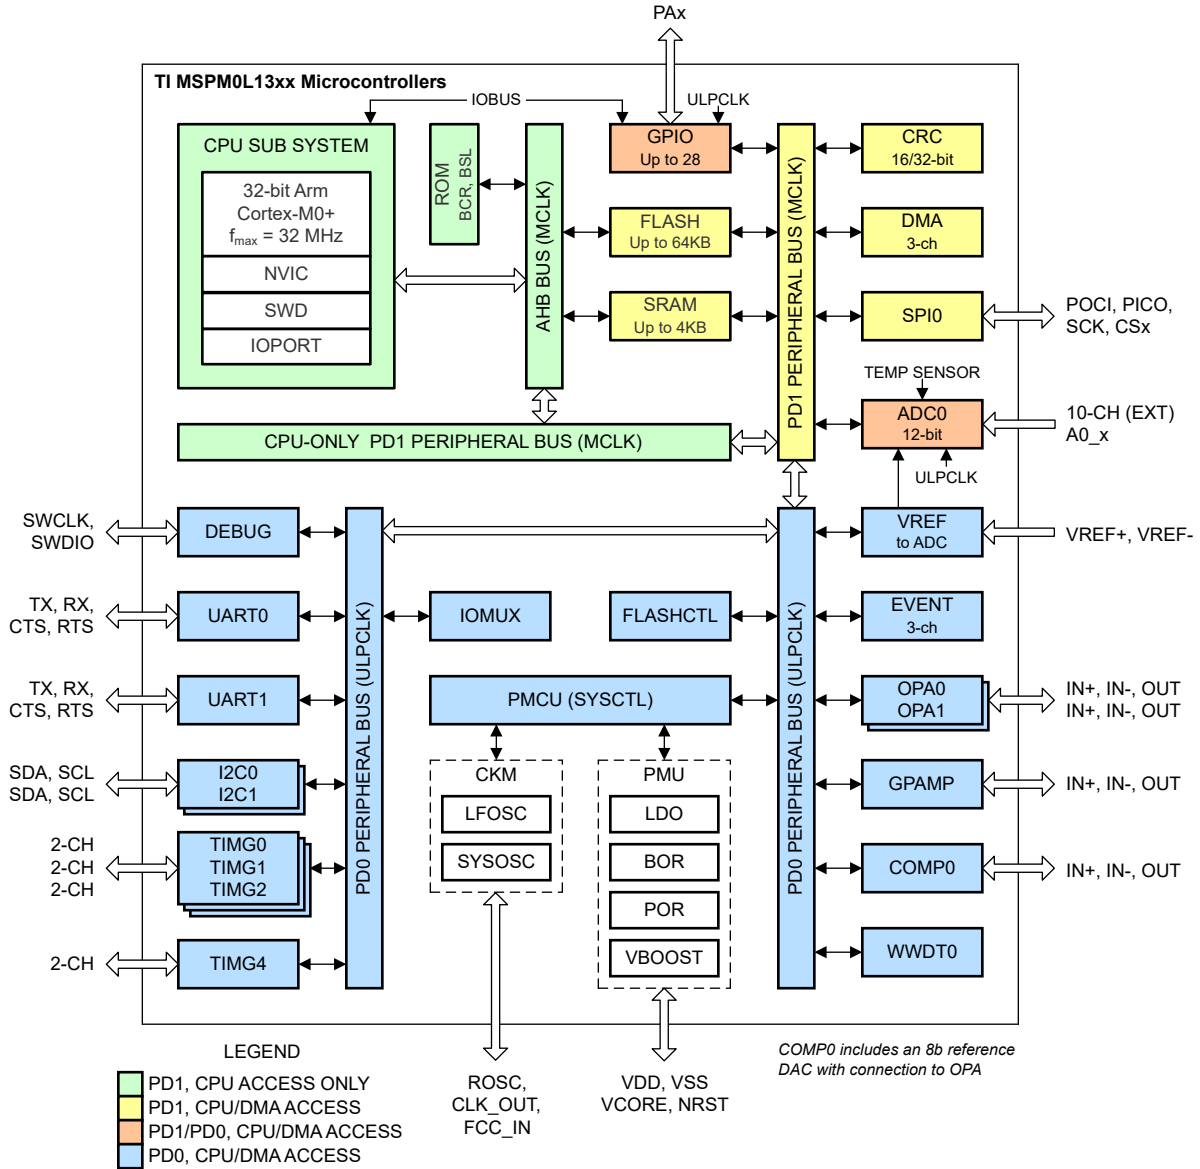 PAx
TI MSPM0L13xx Microcontrollers
IOBUS
ULPCLK
CPU SUB SYSTEM
32-bit Arm
Cortex-M0+
fmax = 32 MHz
NVIC
SWD
IOPORT
ROM
BCR, BSL
AHB BUS (MCLK)
GPIO
Up to 28
FLASH
Up to 64KB
SRAM
Up to 4KB
PD1 PERIPHERAL BUS (MCLK)
CRC
16/32-bit
DMA
3-ch
SPI0
POCI, PICO,
SCK, CSx
TEMP SENSOR
ADC0
12-bit
10-CH (EXT)
A0_x
ULPCLK
CPU-ONLY PD1 PERIPHERAL BUS (MCLK)
SWCLK,
SWDIO
DEBUG
TX, RX,
CTS, RTS
UART0
TX, RX,
CTS, RTS
UART1
SDA, SCL
SDA, SCL
I2C0
I2C1
2-CH
2-CH
2-CH
TIMG0
TIMG1
TIMG2
2-CH
TIMG4
PD0 PERIPHERAL BUS (ULPCLK)
IOMUX
FLASHCTL
PMCU (SYSCTL)
CKM
LFOSC
SYSOSC
PMU
LDO
BOR
POR
VBOOST
PD0 PERIPHERAL BUS (ULPCLK)
VREF
to ADC
VREF+, VREF-
EVENT
3-ch
OPA0
OPA1
IN+, IN-, OUT
IN+, IN-, OUT
GPAMP
IN+, IN-, OUT
COMP0
IN+, IN-, OUT
WWDT0
LEGEND
PD1, CPU ACCESS ONLY
PD1, CPU/DMA ACCESS
PD1/PD0, CPU/DMA ACCESS
PD0, CPU/DMA ACCESS
ROSC,
CLK_OUT,
FCC_IN
VDD, VSS
VCORE, NRST
COMP0 includes an 8b reference
DAC with connection to OPA